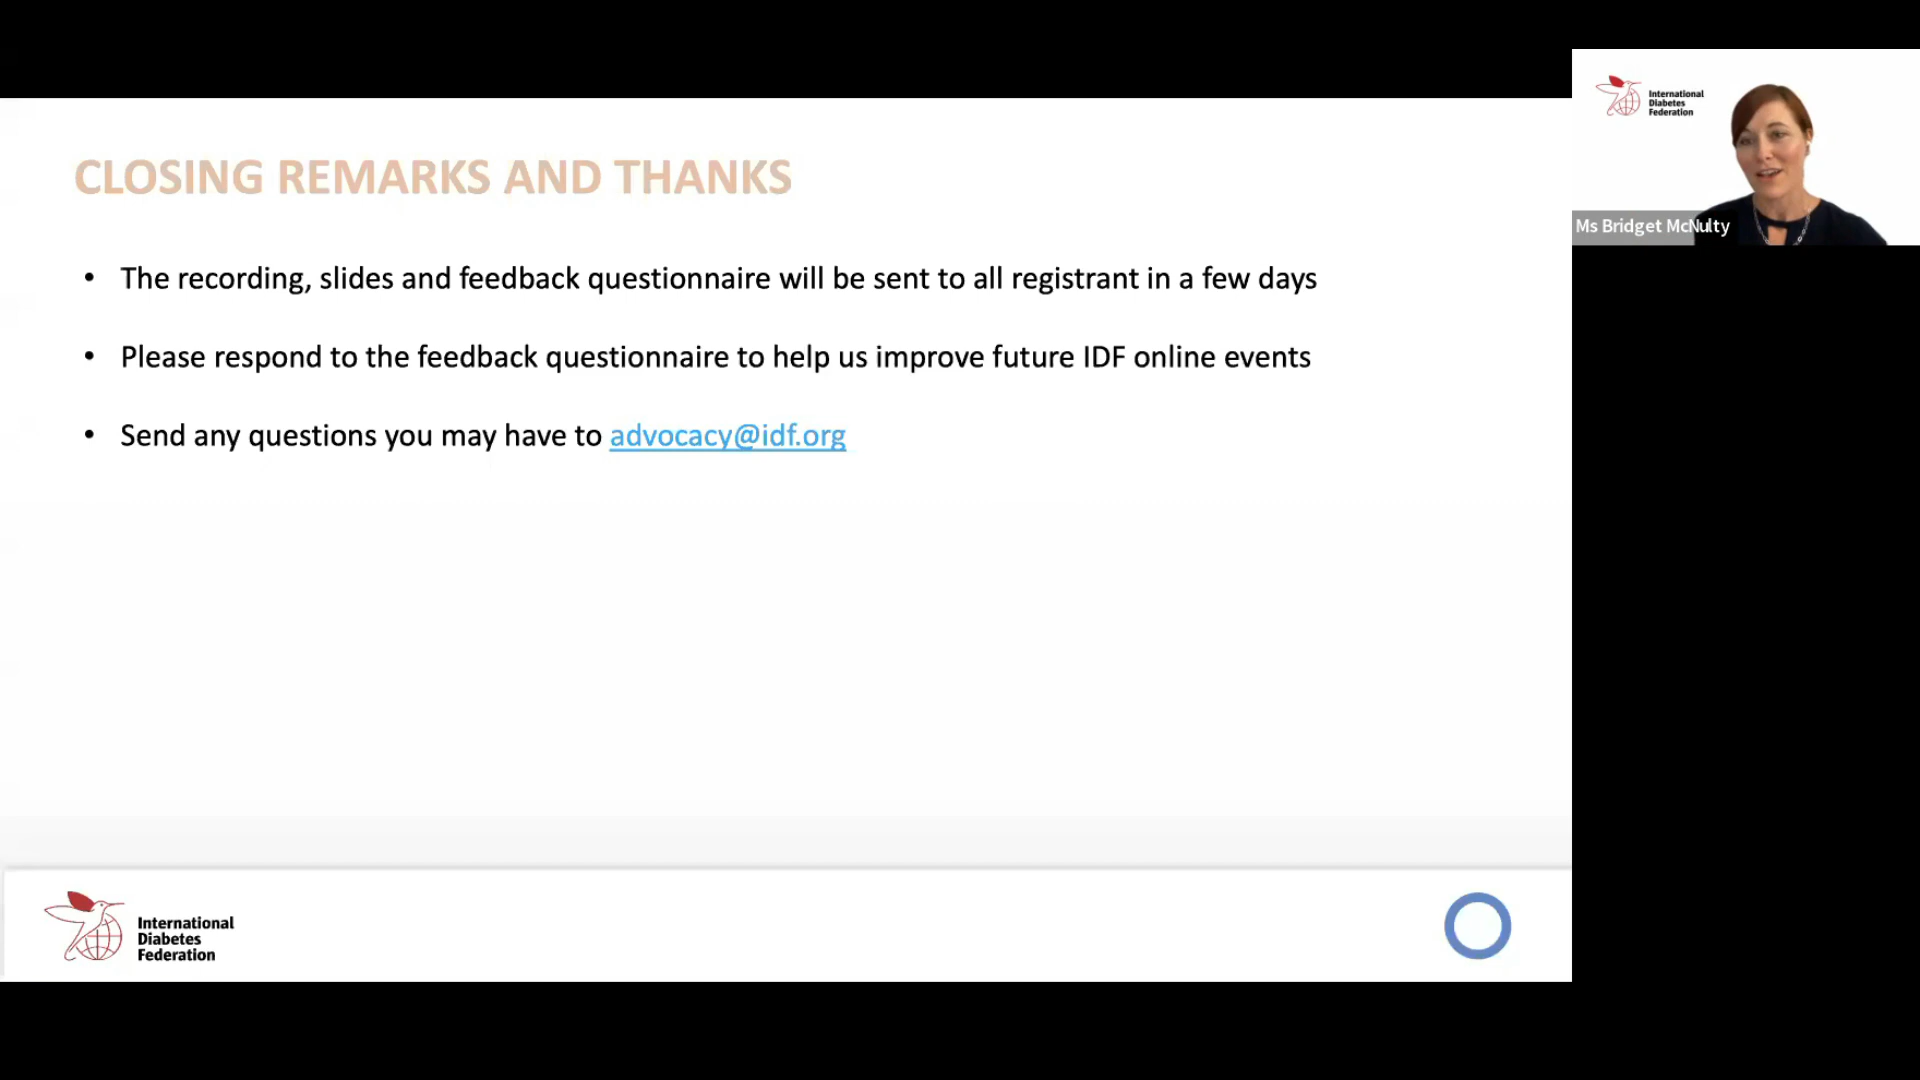 CLOSING REMARKS AND THANKS
• The recording, slides and feedback questionnaire will be sent to all registrant in a few days
• Please respond to the feedback questionnaire to help us improve future IDF online events
• Send any questions you may have to advocacy@idf.org
International
Diabetes
Federation
International
Diabetes
Federation
Ms Bridget McNulty